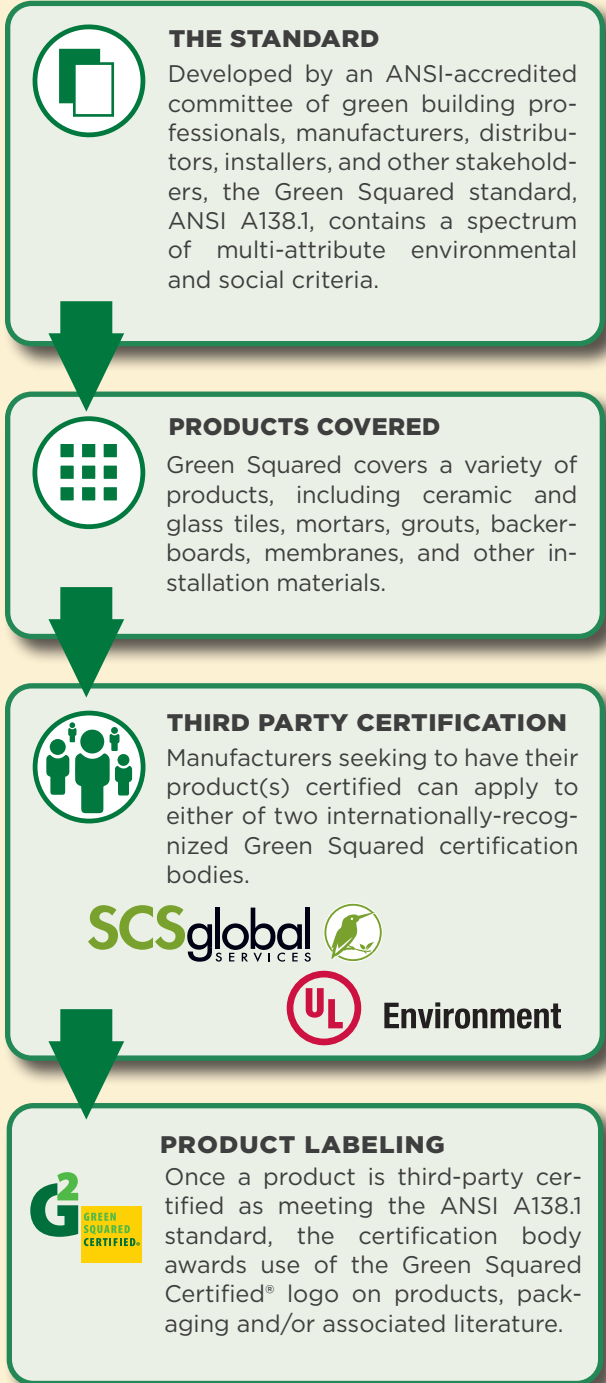 THE STANDARD
Developed by an ANSI-accredited
committee of green building pro-
fessionals, manufacturers, distribu-
tors, installers, and other stakehold-
ers, the Green Squared standard,
ANSI A138.1, contains a spectrum
of multi-attribute environmental
and social criteria.
PRODUCTS COVERED
Green Squared covers a variety of
products, including ceramic and
glass tiles, mortars, grouts, backer-
boards, membranes, and other in-
stallation materials.
THIRD PARTY CERTIFICATION
Manufacturers seeking to have their
product(s) certified can apply to
either of two internationally-recog-
nized Green Squared certification
bodies.
SCSglobal
SERVICES
UL Environment
PRODUCT LABELING
G2
GREEN
SQUARED
CERTIFIED®
Once a product is third-party cer-
tified as meeting the ANSI A138.1
standard, the certification body
awards use of the Green Squared
Certified® logo on products, pack-
aging and/or associated literature.